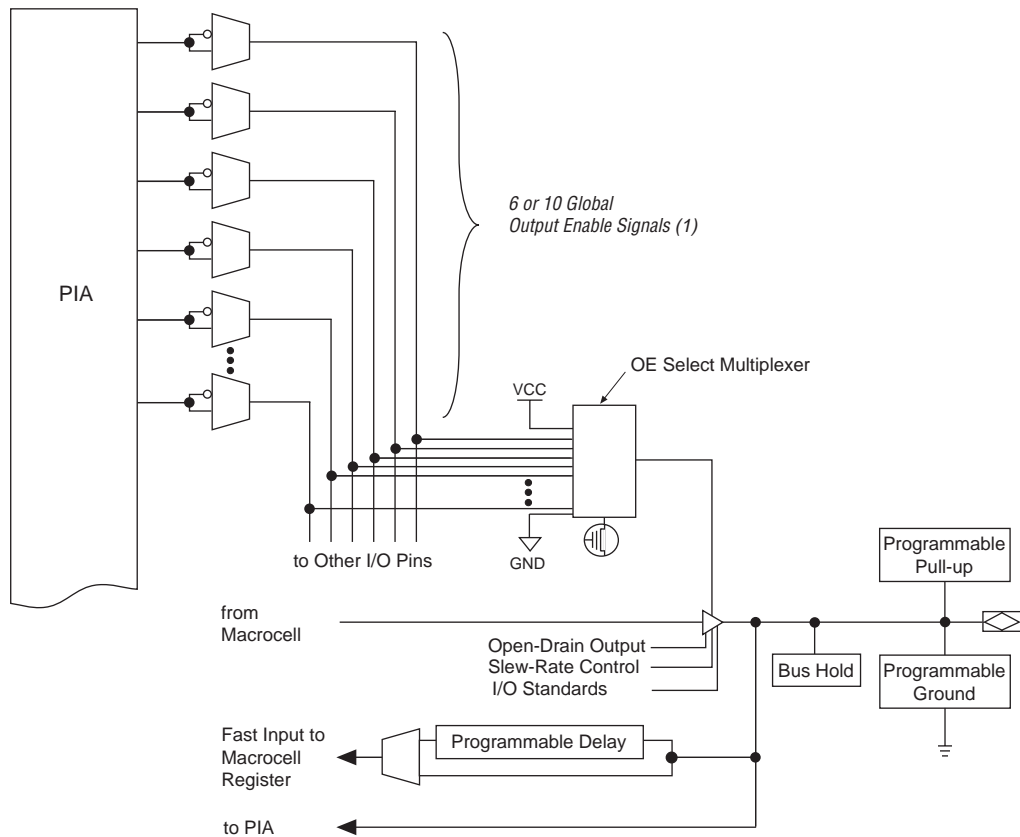 PIA
6 or 10 Global
Output Enable Signals (1)
OE Select Multiplexer
VCC
GND
to Other I/O Pins
from
Macrocell
Open-Drain Output
Slew-Rate Control
I/O Standards
Bus Hold
Programmable
Pull-up
Programmable
Ground
Fast Input to
Macrocell
Register
Programmable Delay
to PIA